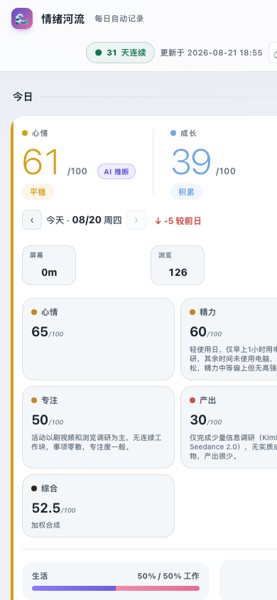 情绪河流 每日自动记录
31 天连续 更新于 2026-08-21 18:55
今日
心情
61 /100 AI 推断
平稳
成长
39 /100
积累
今天 · 08/20 周四 ↓ -5 较前日
屏幕
0m
浏览
126
心情
65/100
精力
60/100
轻使用日，仅早上1小时用电
研，其余时间未使用电脑，
松，精力中等偏上但无高强
专注
50/100
活动以刷视频和浏览调研为主，无连续工
作块，事项零散，专注度一般。
产出
30/100
仅完成少量信息调研（Kimi
Seedance 2.0），无实质成
物，产出很少。
综合
52.5/100
加权合成
生活 50% / 50% 工作